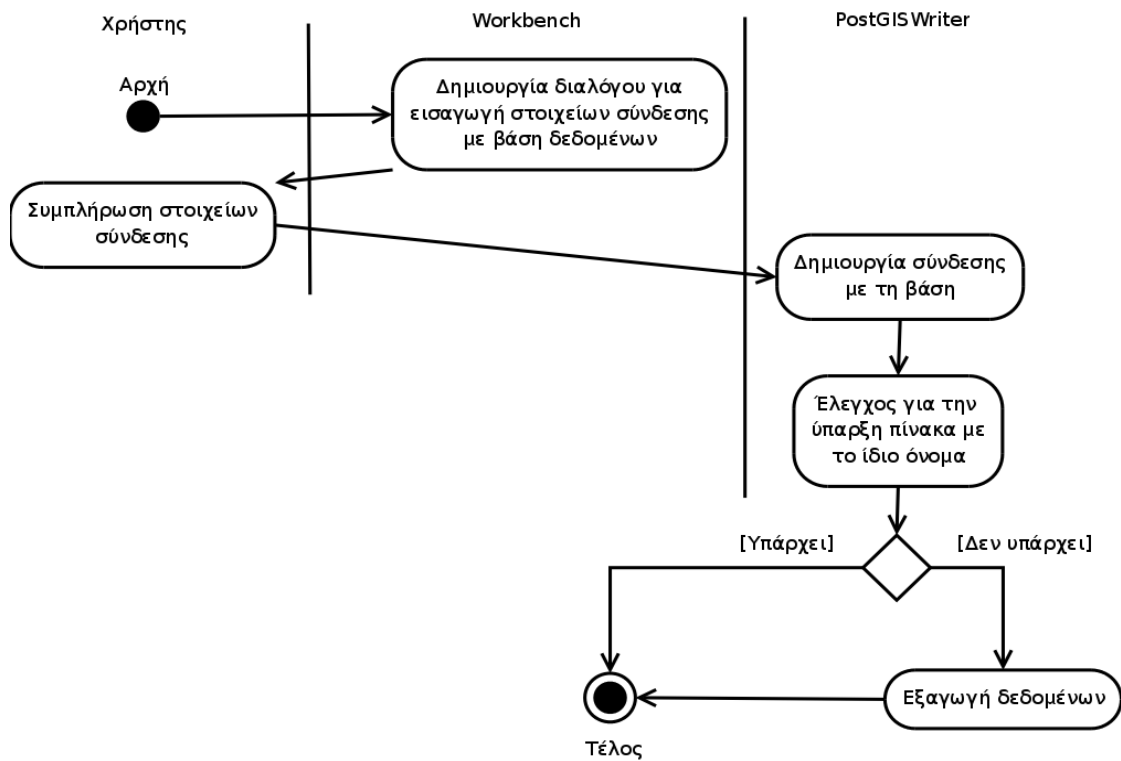 Χρήστης
Workbench
PostGISWriter
Αρχή
Δημιουργία διαλόγου για
εισαγωγή στοιχείων σύνδεσης
με βάση δεδομένων
Συμπλήρωση στοιχείων
σύνδεσης
Δημιουργία σύνδεσης
με τη βάση
Έλεγχος για την
ύπαρξη πίνακα με
το ίδιο όνομα
[Υπάρχει]
[Δεν υπάρχει]
Εξαγωγή δεδομένων
Τέλος